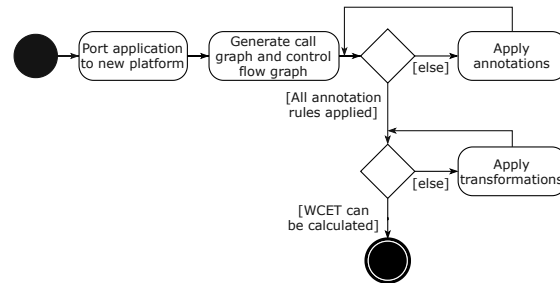 Port application
to new platform
Generate call
graph and control
flow graph
[else]
Apply
annotations
[All annotation
rules applied]
[else]
Apply
transformations
[WCET can
be calculated]